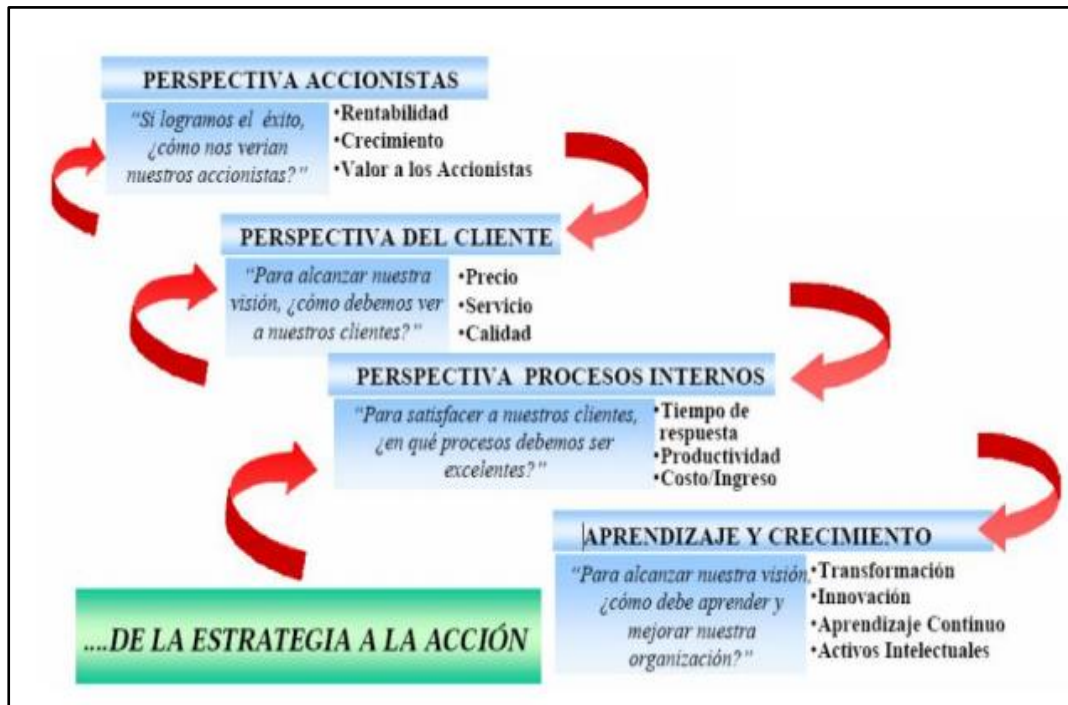 PERSPECTIVA ACCIONISTAS
“Si logramos el éxito,
¿cómo nos verian
nuestros accionistas?”
•Rentabilidad
•Crecimiento
•Valor a los Accionistas
PERSPECTIVA DEL CLIENTE
“Para alcanzar nuestra
visión, ¿cómo debemos ver
a nuestros clientes?”
•Precio
•Servicio
•Calidad
PERSPECTIVA PROCESOS INTERNOS
“Para satisfacer a nuestros clientes,
¿en qué procesos debemos ser
excelentes?”
•Tiempo de
respuesta
•Productividad
•Costo/Ingreso
APRENDIZAJE Y CRECIMIENTO
“Para alcanzar nuestra visión,
¿cómo debe aprender y
mejorar nuestra
organización?”
•Transformación
•Innovación
•Aprendizaje Continuo
•Activos Intelectuales
....DE LA ESTRATEGIA A LA ACCIÓN